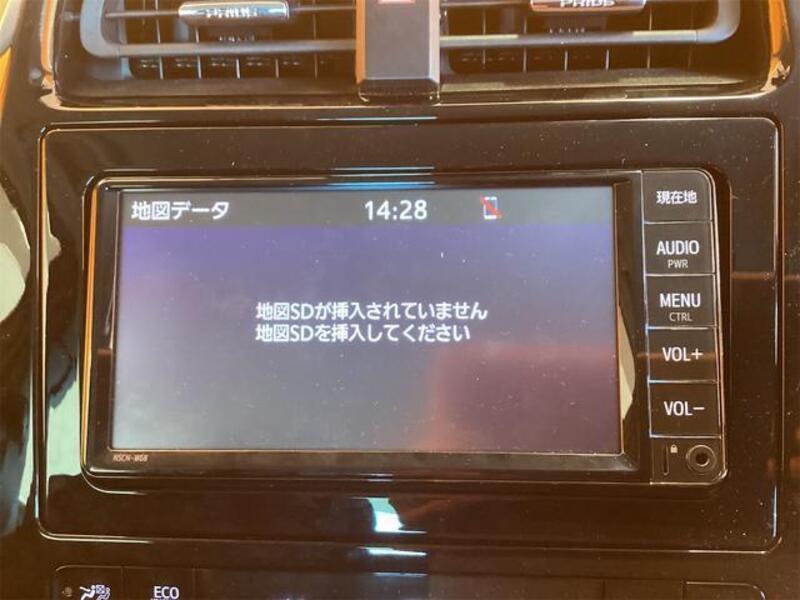 PRIUS
地図データ
14:28
地図SDが挿入されていません
地図SDを挿入してください
現在地
AUDIO
PWR
MENU
CTRL
VOL+
VOL-
NSCN-W68
ECO